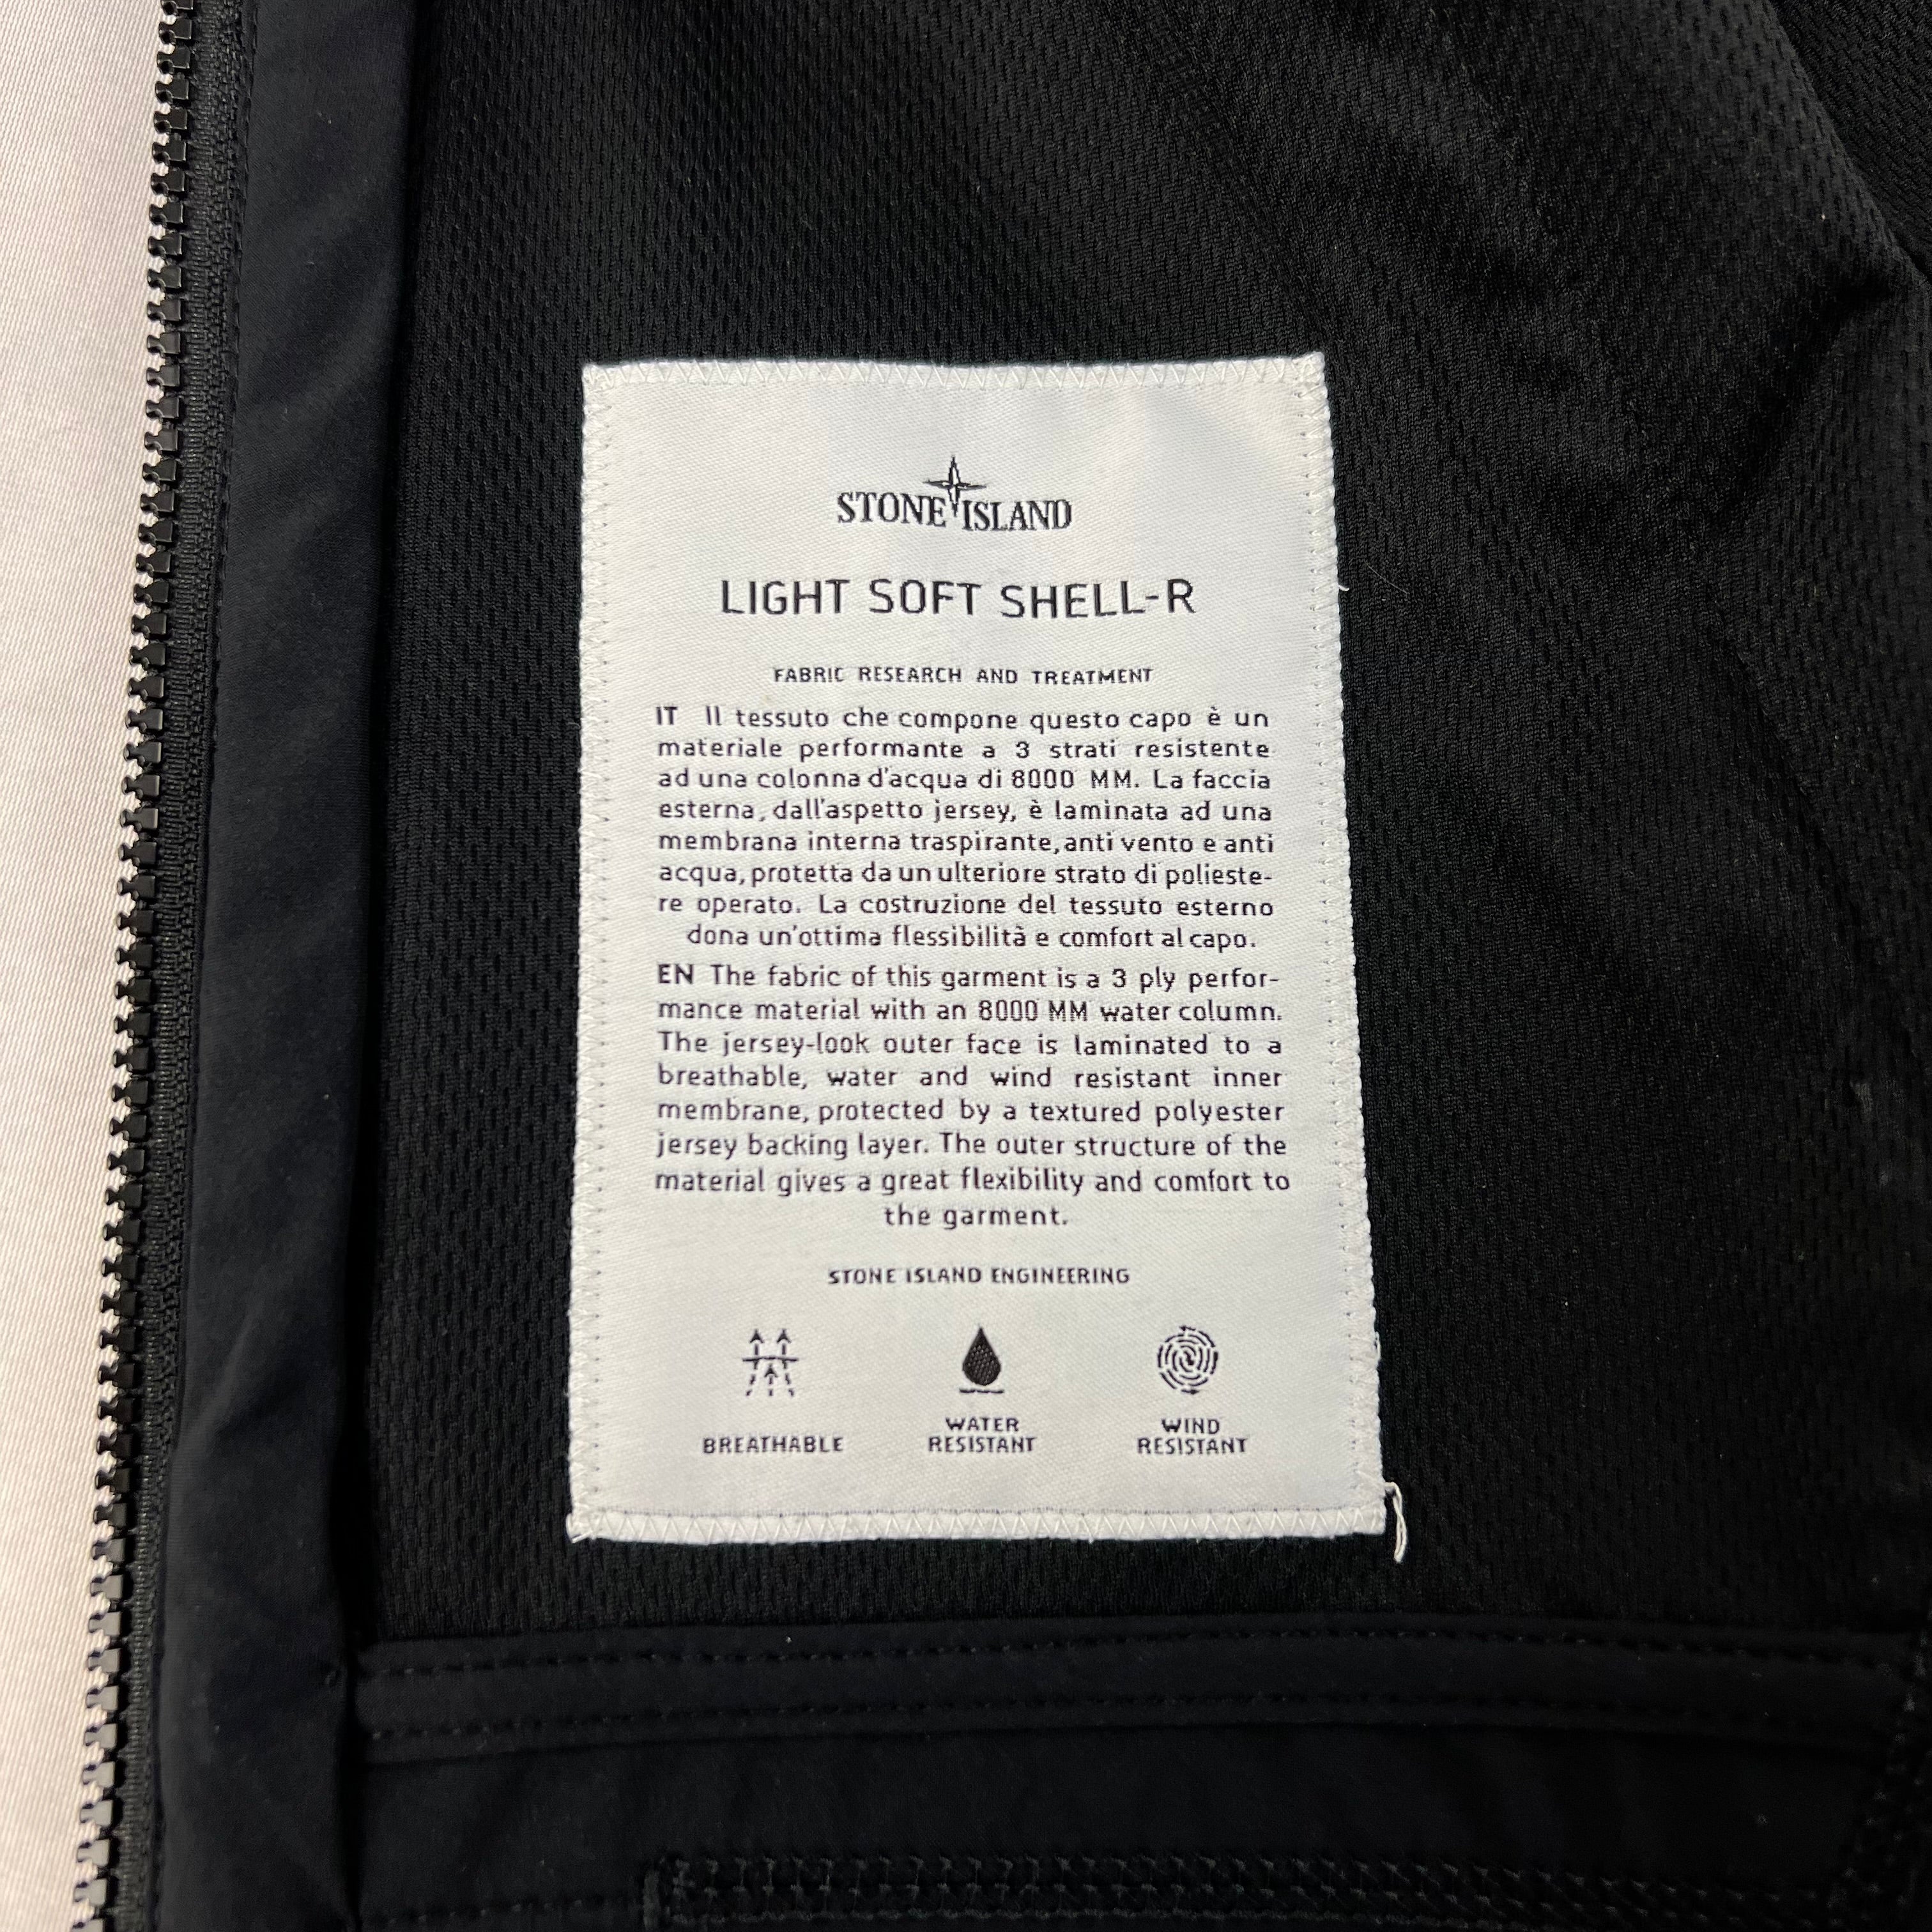 STONE ISLAND
LIGHT SOFT SHELL-R
FABRIC RESEARCH AND TREATMENT
IT Il tessuto che compone questo capo è un
materiale performante a 3 strati resistente
ad una colonna d'acqua di 8000 MM. La faccia
esterna, dall'aspetto jersey, è laminata ad una
membrana interna traspirante, anti vento e anti
acqua, protetta da un ulteriore strato di polieste-
re operato. La costruzione del tessuto esterno
dona un'ottima flessibilità e comfort al capo.
EN The fabric of this garment is a 3 ply perfor-
mance material with an 8000 MM water column.
The jersey-look outer face is laminated to a
breathable, water and wind resistant inner
membrane, protected by a textured polyester
jersey backing layer. The outer structure of the
material gives a great flexibility and comfort to
the garment.
STONE ISLAND ENGINEERING
BREATHABLE
WATER
RESISTANT
WIND
RESISTANT